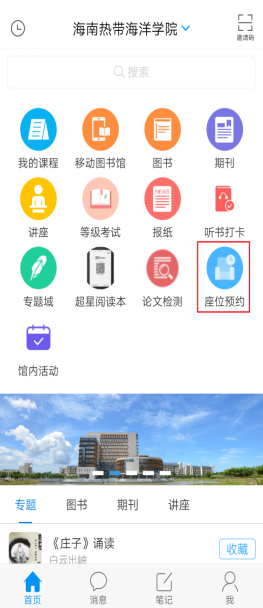 海南热带海洋学院
邀请码
搜索
我的课程 移动图书馆 图书 期刊
讲座 等级考试 报纸 听书打卡
专题域 超星阅读本 论文检测 座位预约
馆内活动
专题 图书 期刊 讲座
《庄子》诵读
白云出岫
收藏
首页 消息 笔记 我